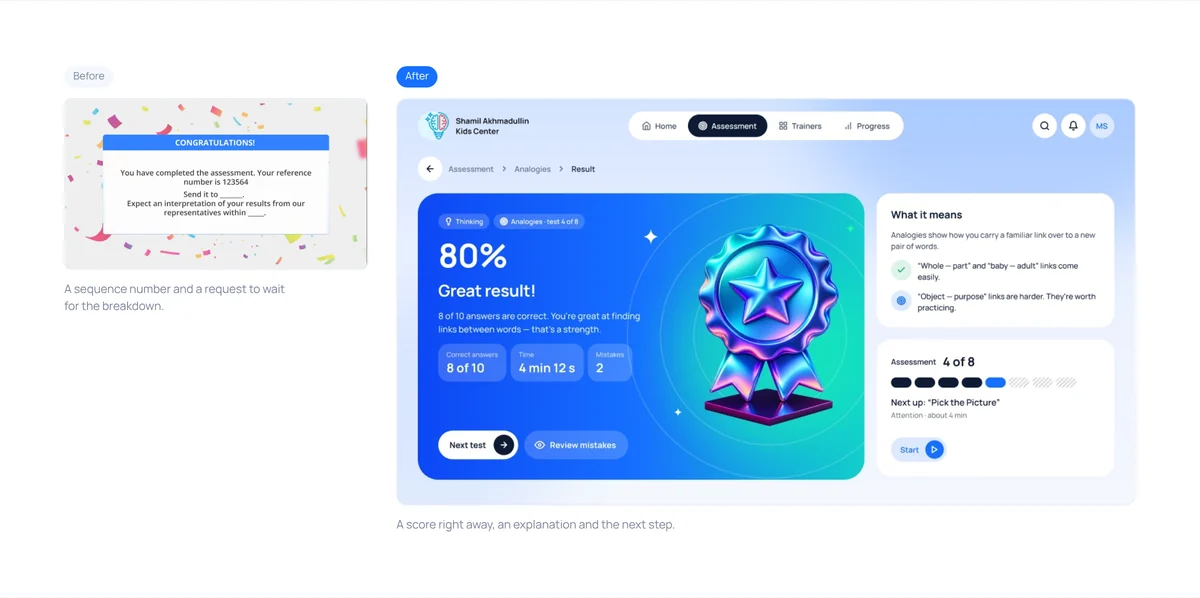 Before
CONGRATULATIONS!
You have completed the assessment. Your reference
number is 123564
Send it to ______.
Expect an interpretation of your results from our
representatives within ____.
A sequence number and a request to wait
for the breakdown.
After
Shamil Akhmadullin
Kids Center
Home
Assessment
Trainers
Progress
MS
Assessment > Analogies > Result
Thinking
Analogies · test 4 of 8
80%
Great result!
8 of 10 answers are correct. You're great at finding
links between words — that's a strength.
Correct answers
8 of 10
Time
4 min 12 s
Mistakes
2
Next test
Review mistakes
What it means
Analogies show how you carry a familiar link over to a new
pair of words.
“Whole — part” and “baby — adult” links come
easily.
“Object — purpose” links are harder. They're worth
practicing.
Assessment 4 of 8
Next up: “Pick the Picture”
Attention · about 4 min
Start
A score right away, an explanation and the next step.